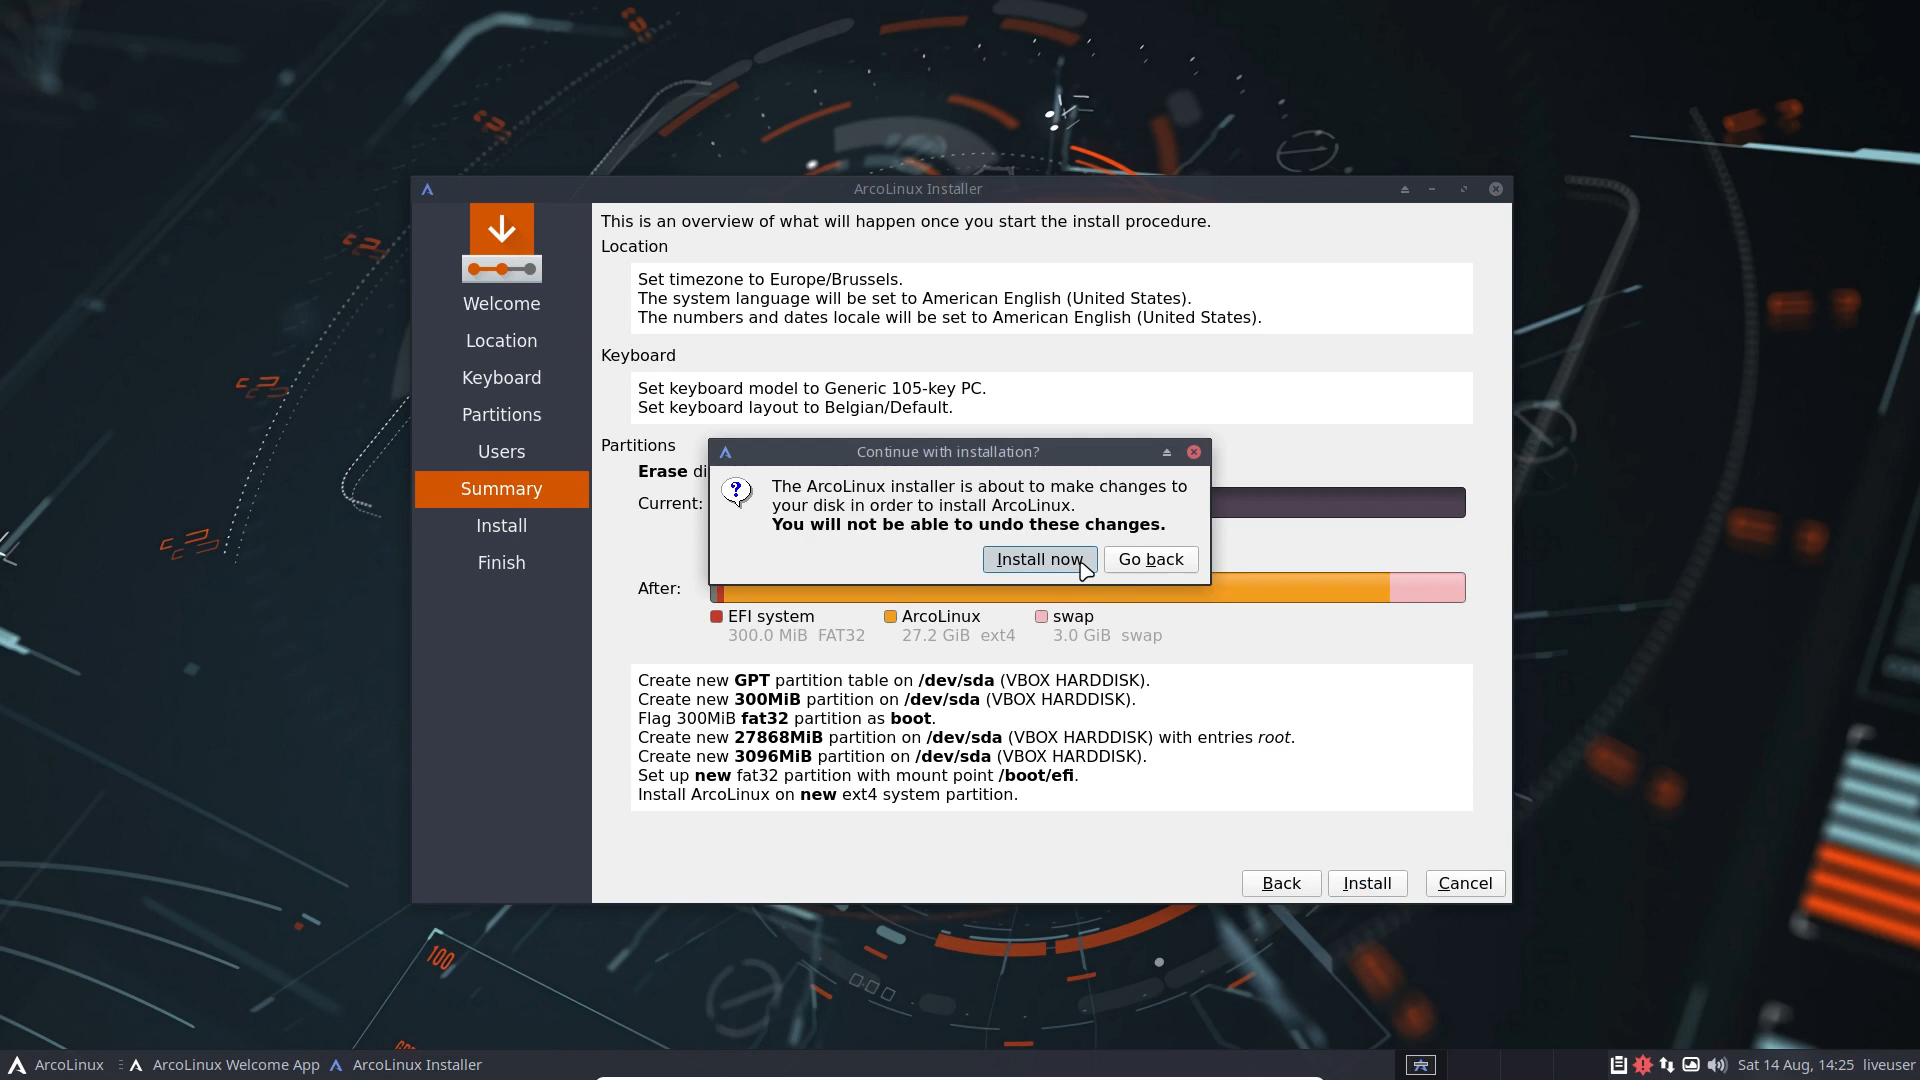 ArcoLinux Installer
This is an overview of what will happen once you start the install procedure.
Location
Set timezone to Europe/Brussels.
The system language will be set to American English (United States).
The numbers and dates locale will be set to American English (United States).
Keyboard
Set keyboard model to Generic 105-key PC.
Set keyboard layout to Belgian/Default.
Partitions
Erase
Current:
After:
EFI system
300.0 MiB FAT32
ArcoLinux
27.2 GiB ext4
swap
3.0 GiB swap
Create new GPT partition table on /dev/sda (VBOX HARDDISK).
Create new 300MiB partition on /dev/sda (VBOX HARDDISK).
Flag 300MiB fat32 partition as boot.
Create new 27868MiB partition on /dev/sda (VBOX HARDDISK) with entries root.
Create new 3096MiB partition on /dev/sda (VBOX HARDDISK).
Set up new fat32 partition with mount point /boot/efi.
Install ArcoLinux on new ext4 system partition.
Back
Install
Cancel
Welcome
Location
Keyboard
Partitions
Users
Summary
Install
Finish
Continue with installation?
The ArcoLinux installer is about to make changes to
your disk in order to install ArcoLinux.
You will not be able to undo these changes.
Install now
Go back
100
ArcoLinux
ArcoLinux Welcome App
ArcoLinux Installer
Sat 14 Aug, 14:25
liveuser